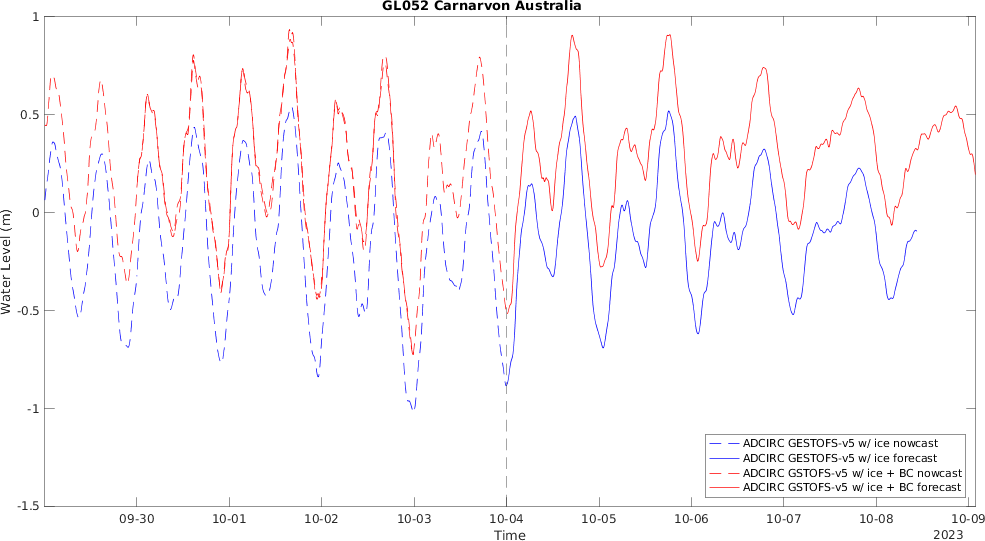 GL052 Carnarvon Australia
1
0.5
0
-0.5
-1
-1.5
Water Level (m)
09-30
10-01
10-02
10-03
10-04
10-05
10-06
10-07
10-08
10-09
Time
2023
ADCIRC GESTOFS-v5 w/ ice nowcast
ADCIRC GESTOFS-v5 w/ ice forecast
ADCIRC GSTOFS-v5 w/ ice + BC nowcast
ADCIRC GSTOFS-v5 w/ ice + BC forecast